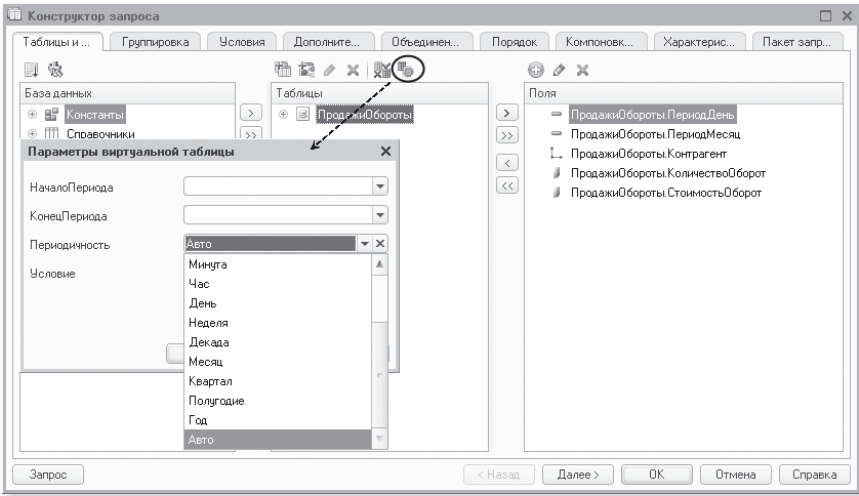 Конструктор запроса
Таблицы и ... Группировка Условия Дополните... Объединен... Порядок Компоновк... Характерис... Пакет запр...
База данных
Константы
Справочники
Таблицы
ПродажиОбороты
Поля
ПродажиОбороты.ПериодДень
ПродажиОбороты.ПериодМесяц
ПродажиОбороты.Контрагент
ПродажиОбороты.КоличествоОборот
ПродажиОбороты.СтоимостьОборот
Параметры виртуальной таблицы
НачалоПериода
КонецПериода
Периодичность Авто
Условие
Минута
Час
День
Неделя
Декада
Месяц
Квартал
Полугодие
Год
Авто
Запрос < Назад Далее > OK Отмена Справка